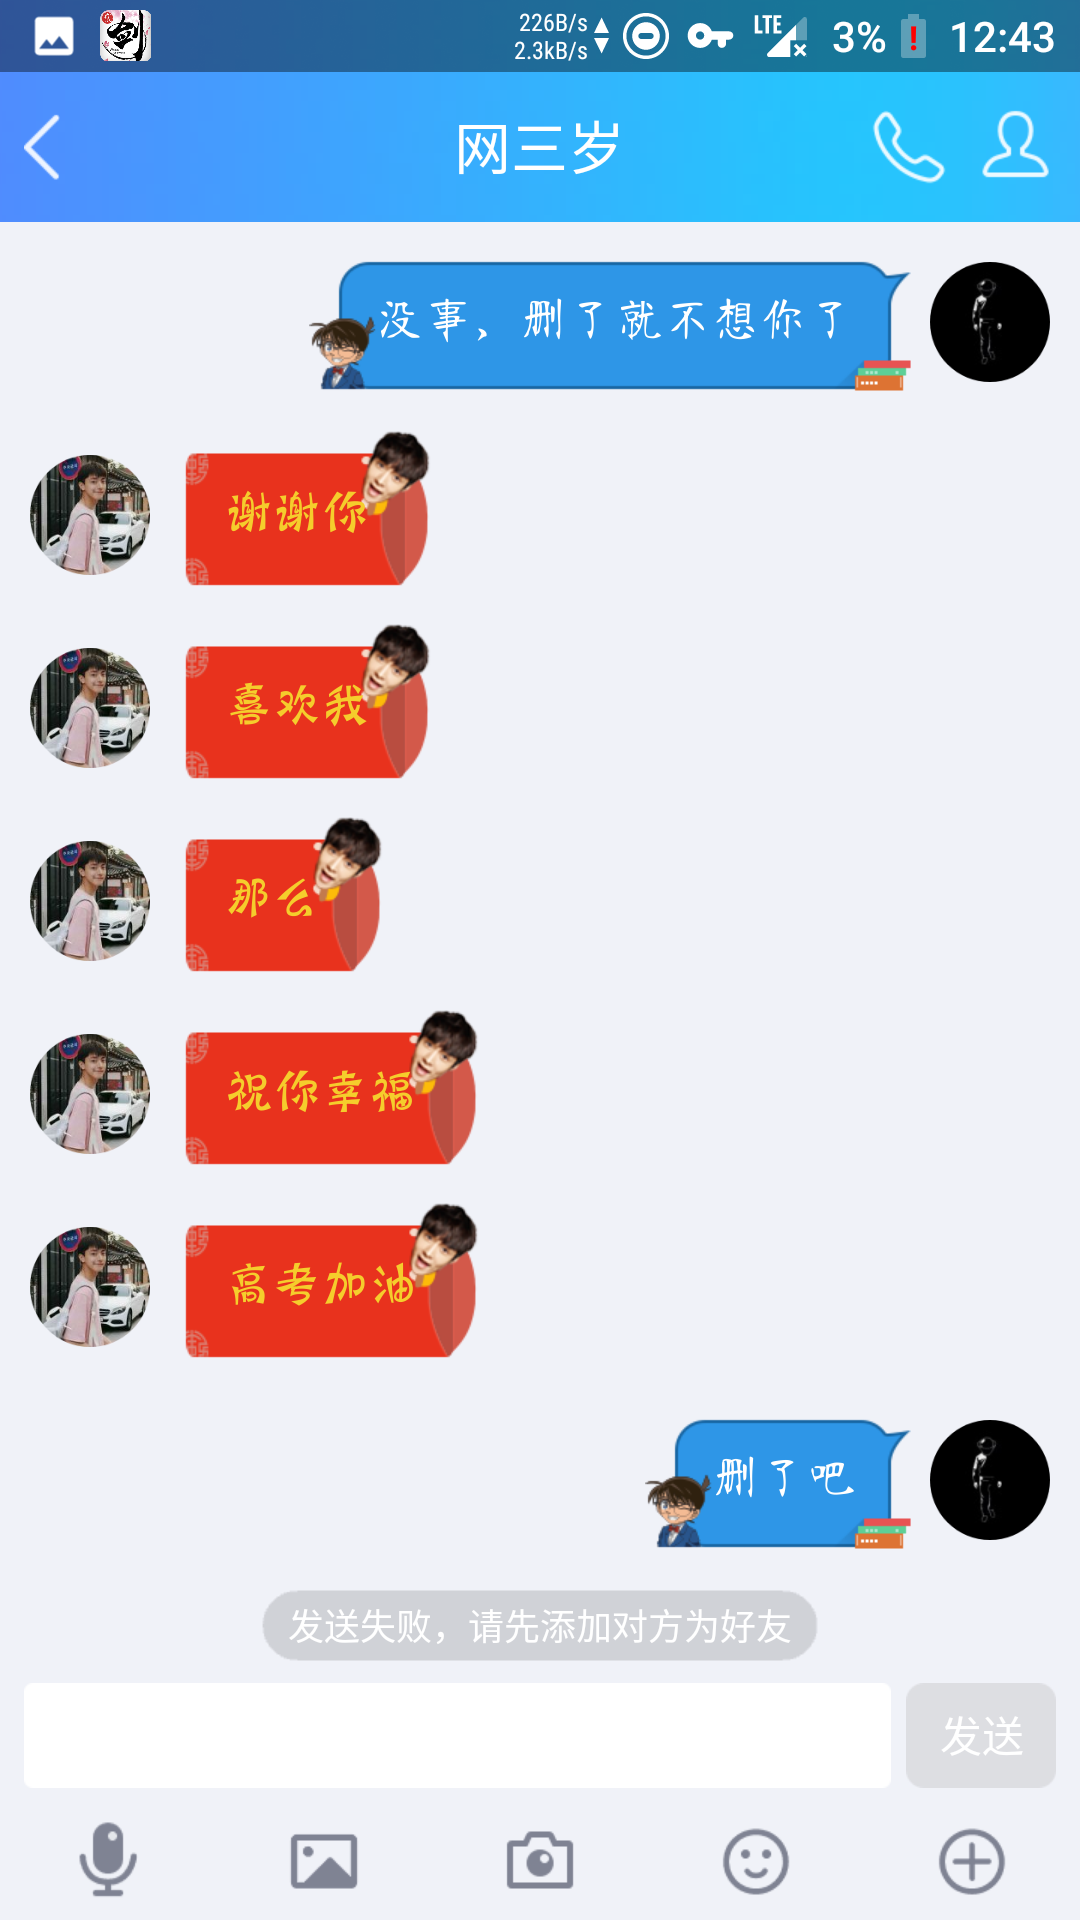 226B/s
2.3kB/s
LTE
3%
12:43
网三岁
没事，删了就不想你了
谢谢你
喜欢我
那么
祝你幸福
高考加油
删了吧
发送失败，请先添加对方为好友
发送